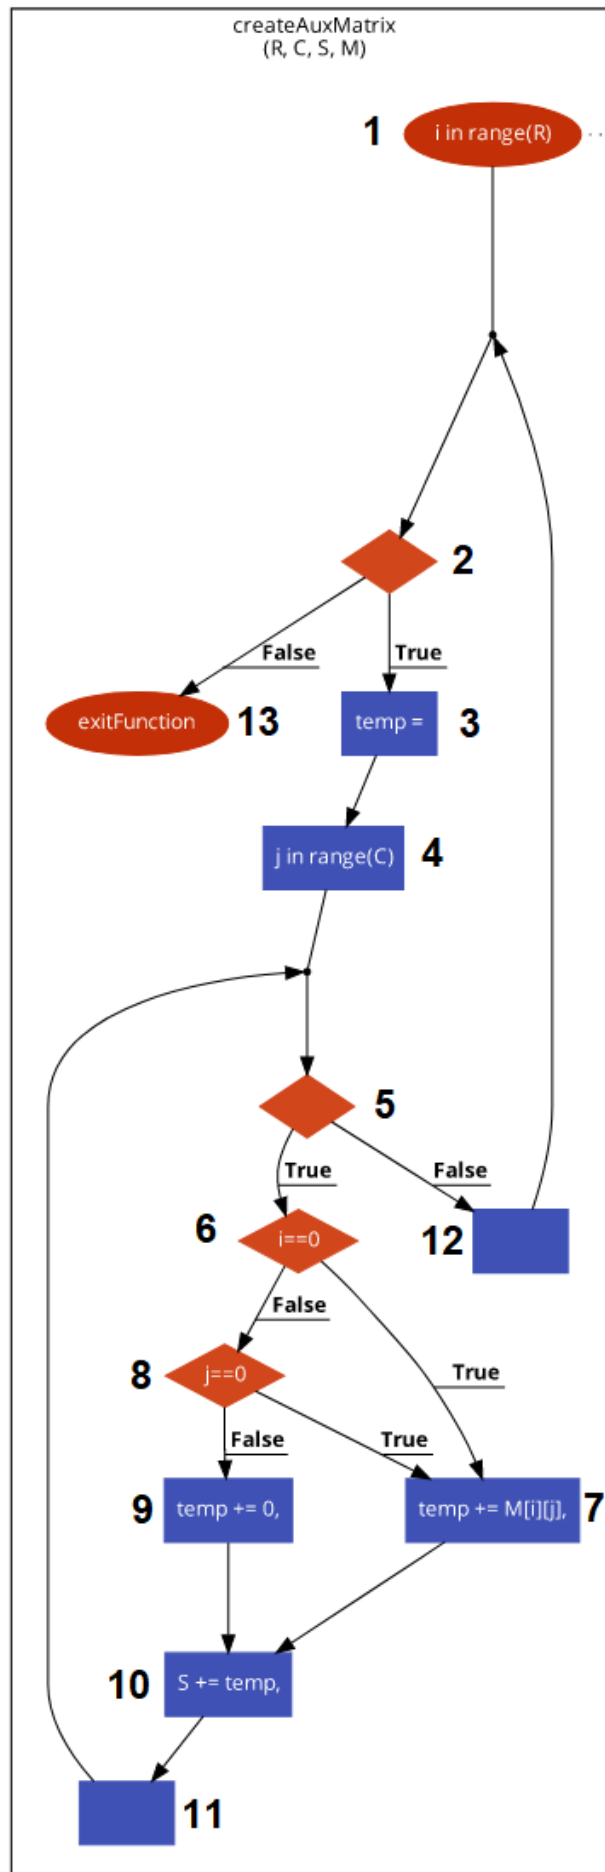 createAuxMatrix
(R, C, S, M)
1
i in range(R)
2
False
True
exitFunction
13
temp =
3
j in range(C)
4
5
True
False
6
i==0
12
False
True
8
j==0
False
True
9
temp += 0,
temp += M[i][j],
7
10
S += temp,
11